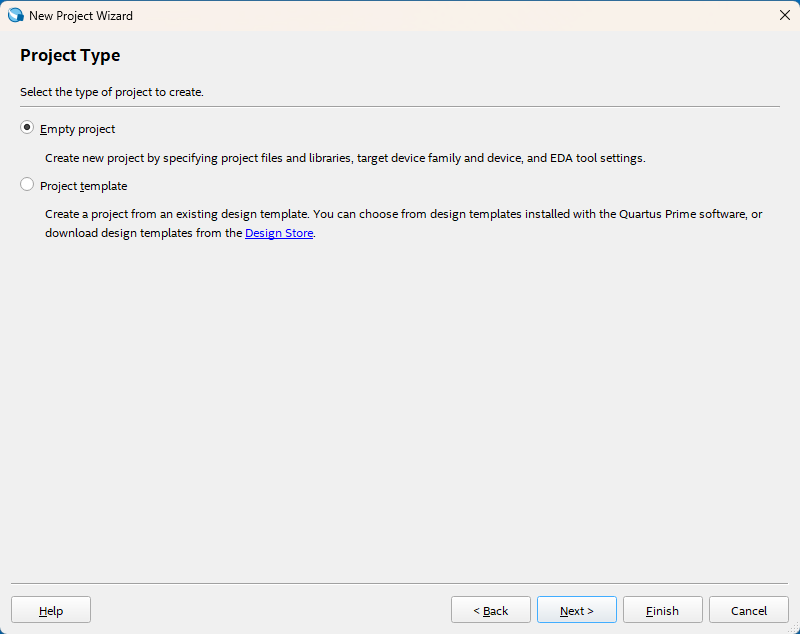 New Project Wizard
Project Type
Select the type of project to create.
Empty project
Create new project by specifying project files and libraries, target device family and device, and EDA tool settings.
Project template
Create a project from an existing design template. You can choose from design templates installed with the Quartus Prime software, or
download design templates from the Design Store.
Help
< Back
Next >
Finish
Cancel